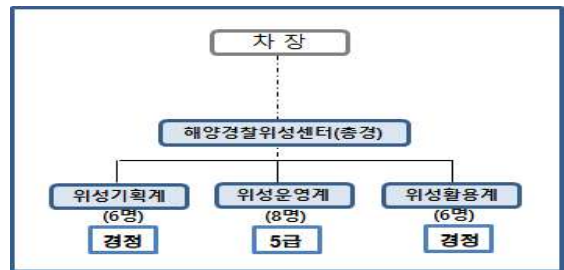 차 장
해양경찰위성센터(총경)
위성기획계 위성운영계 위성활용계
(6명) (8명) (6명)
경정 5급 경정